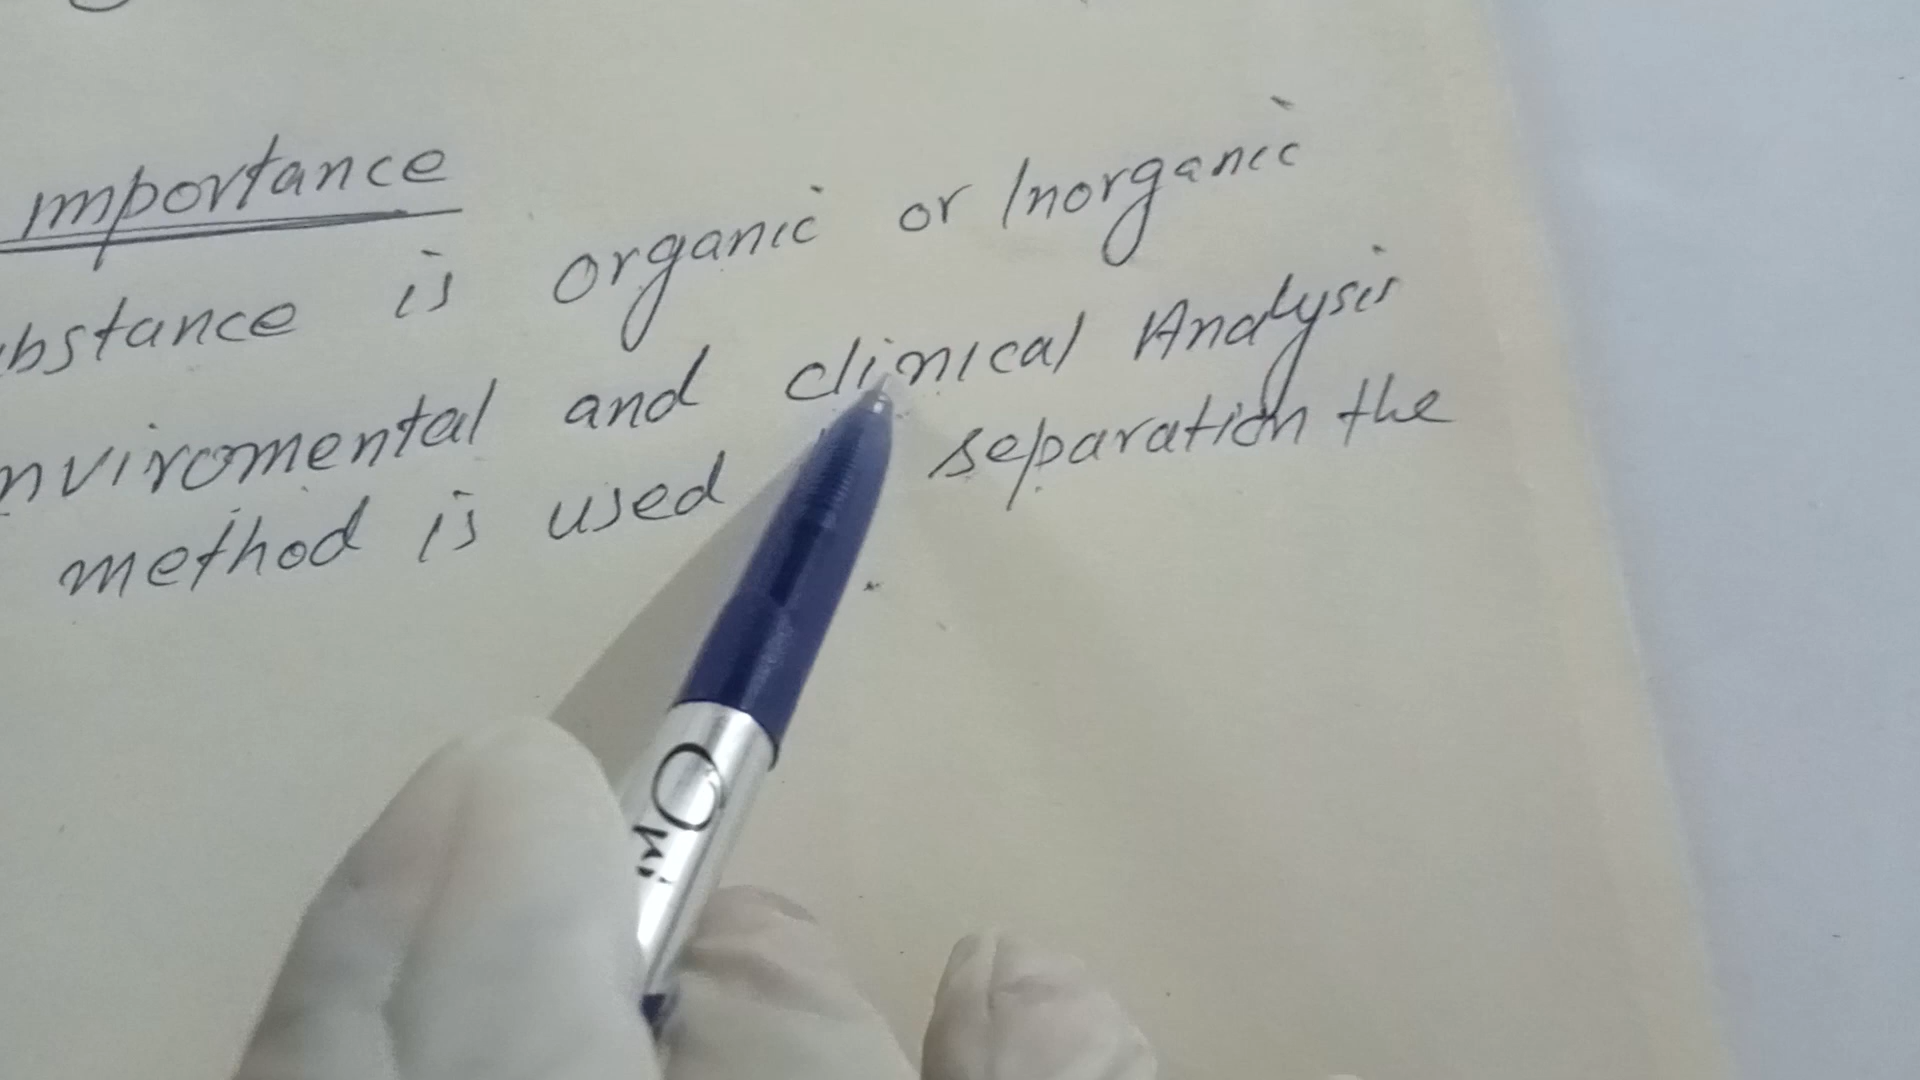 importance
bstance is organic or Inorganic
nviromental and clinical Analysis
method is used separation the